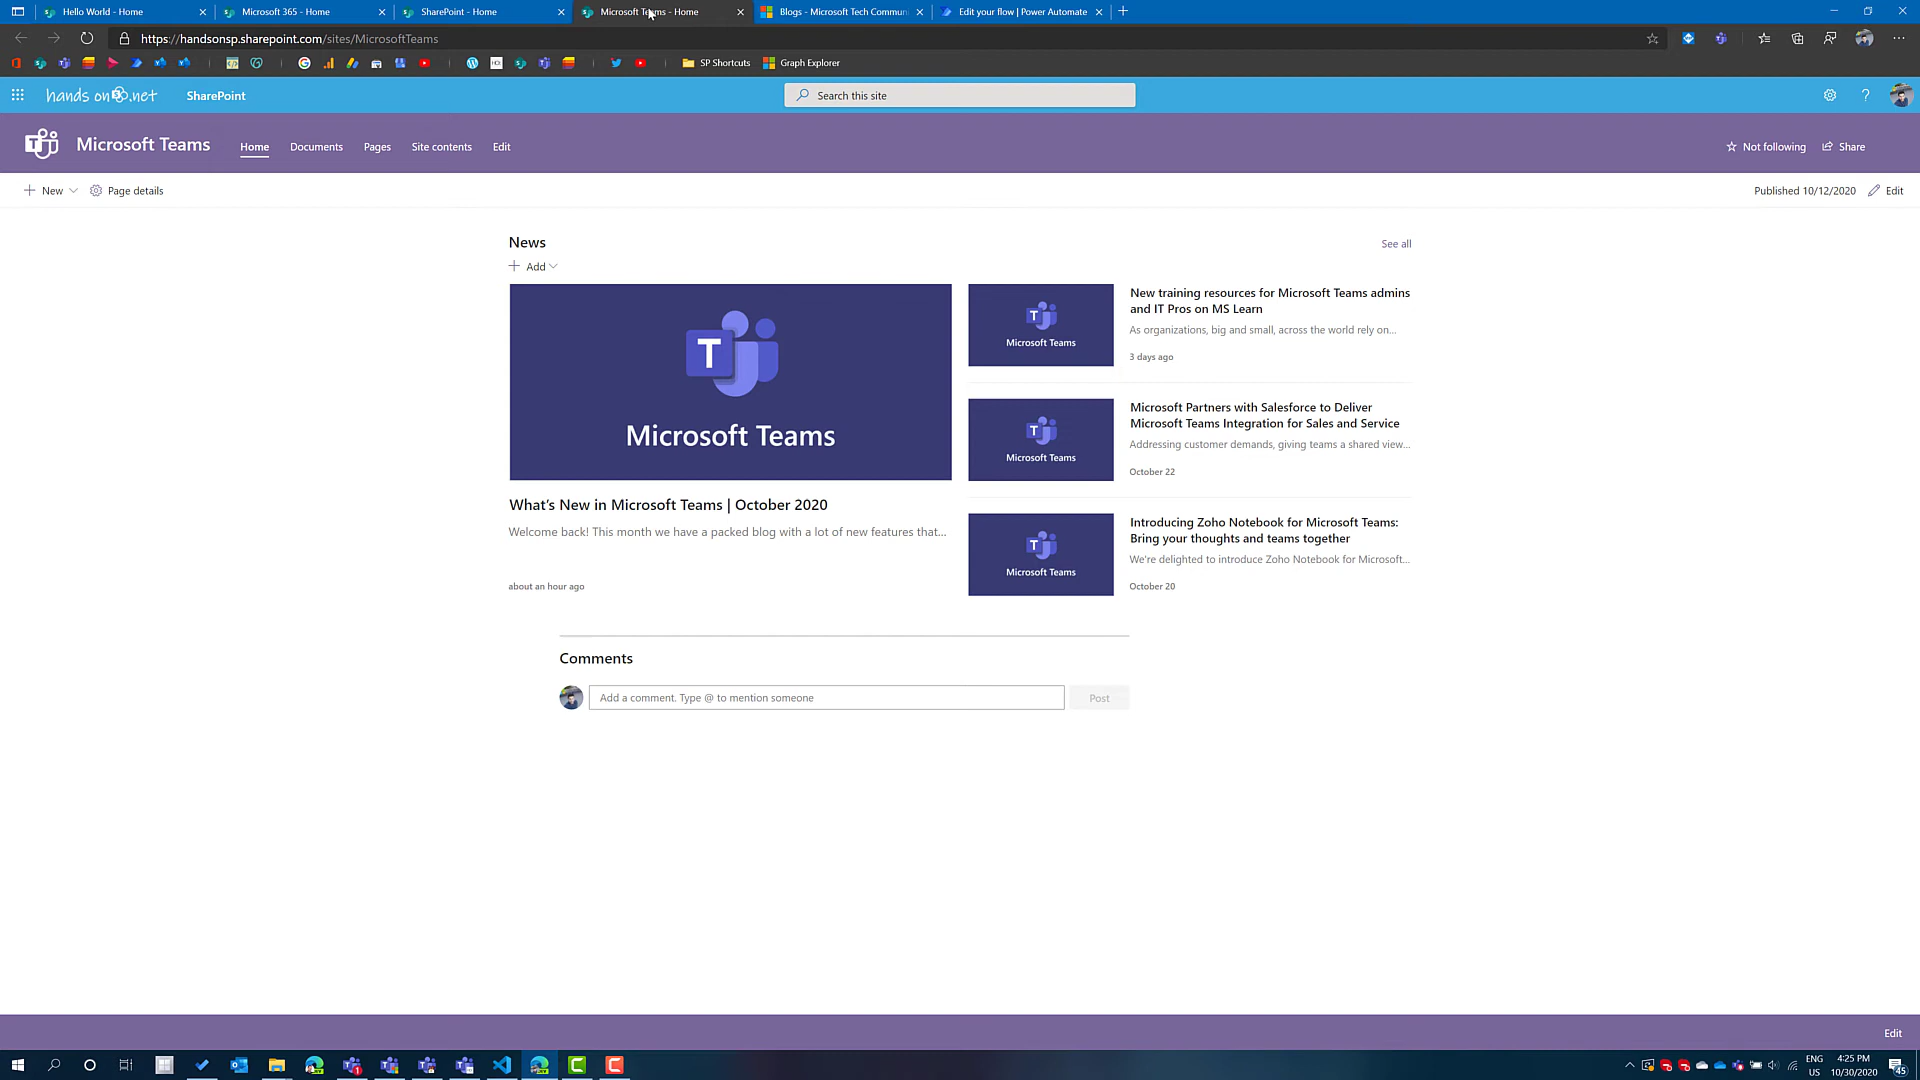 Hello World - Home
Microsoft 365 - Home
SharePoint - Home
Microsoft Teams - Home
Blogs - Microsoft Tech Commun
Edit your flow | Power Automate
https://handsonsp.sharepoint.com/sites/MicrosoftTeams
SP Shortcuts
Graph Explorer
hands on .net
SharePoint
Search this site
Microsoft Teams
Home
Documents
Pages
Site contents
Edit
Not following
Share
New
Page details
Published 10/12/2020
Edit
News
See all
Add
T
Microsoft Teams
What's New in Microsoft Teams | October 2020
Welcome back! This month we have a packed blog with a lot of new features that...
about an hour ago
T
Microsoft Teams
New training resources for Microsoft Teams admins
and IT Pros on MS Learn
As organizations, big and small, across the world rely on...
3 days ago
T
Microsoft Teams
Microsoft Partners with Salesforce to Deliver
Microsoft Teams Integration for Sales and Service
Addressing customer demands, giving teams a shared view...
October 22
T
Microsoft Teams
Introducing Zoho Notebook for Microsoft Teams:
Bring your thoughts and teams together
We're delighted to introduce Zoho Notebook for Microsoft...
October 20
Comments
Add a comment. Type @ to mention someone
Post
Edit
ENG
US
4:25 PM
10/30/2020
45